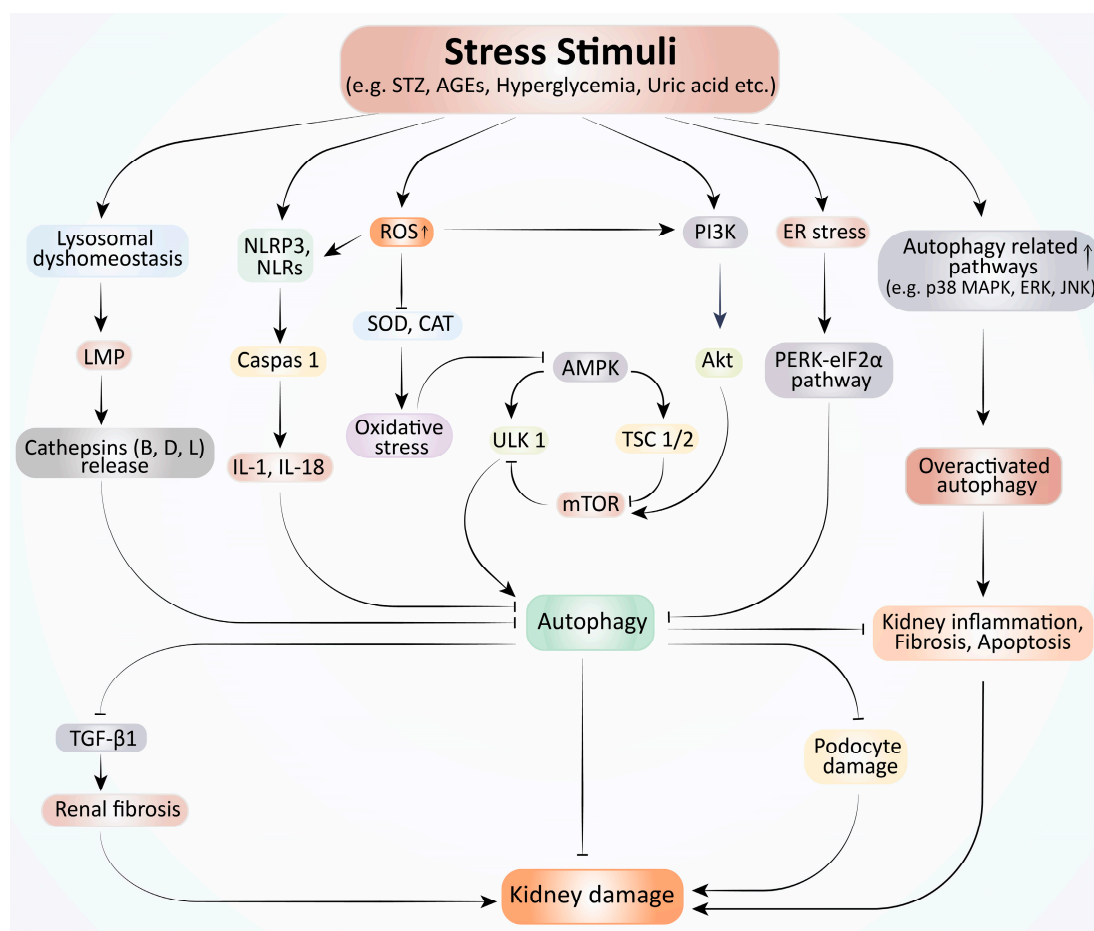 Stress Stimuli
(e.g. STZ, AGEs, Hyperglycemia, Uric acid etc.)
Lysosomal
dyshomeostasis
NLRP3,
NLRs
ROS↑
PI3K
ER stress
Autophagy related ↑
pathways
(e.g. p38 MAPK, ERK, JNK)
LMP
Caspas 1
SOD, CAT
AMPK
Akt
PERK-eIF2α
pathway
Cathepsins (B, D, L)
release
IL-1, IL-18
Oxidative
stress
ULK 1
TSC 1/2
mTOR
Overactivated
autophagy
Autophagy
Kidney inflammation,
Fibrosis, Apoptosis
TGF-β1
Renal fibrosis
Podocyte
damage
Kidney damage